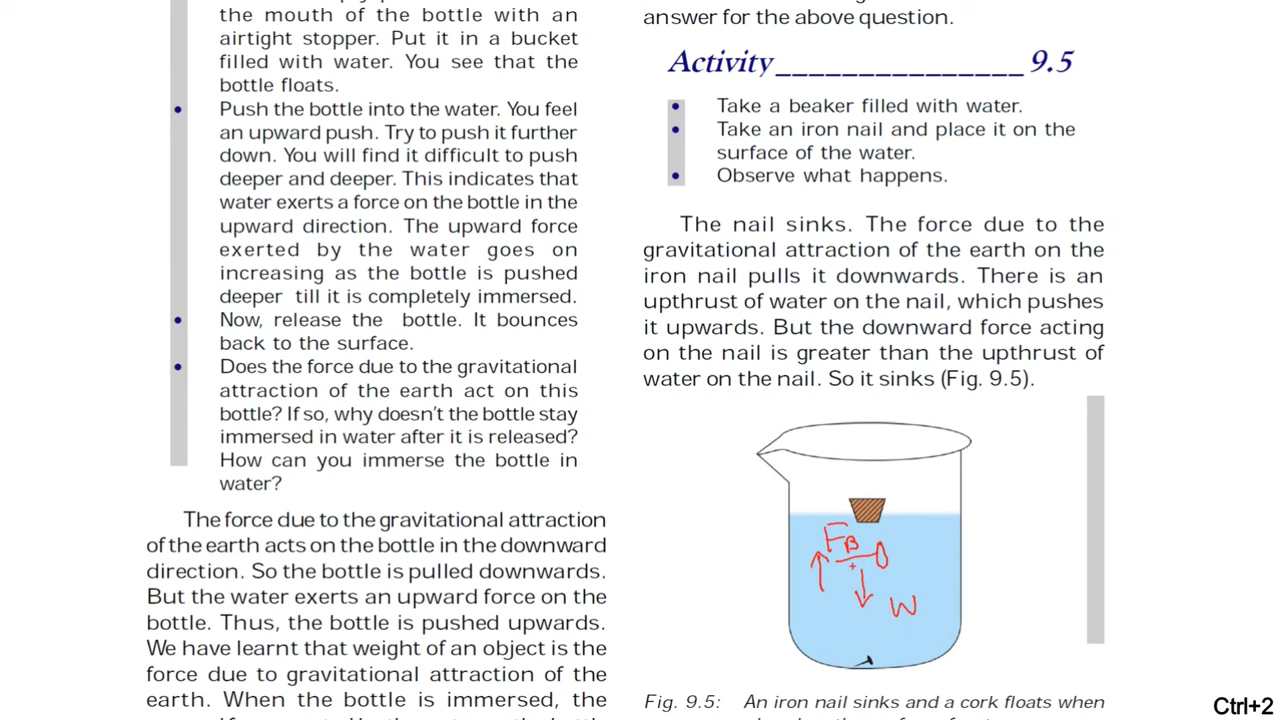 the mouth of the bottle with an
airtight stopper. Put it in a bucket
filled with water. You see that the
bottle floats.
• Push the bottle into the water. You feel
an upward push. Try to push it further
down. You will find it difficult to push
deeper and deeper. This indicates that
water exerts a force on the bottle in the
upward direction. The upward force
exerted by the water goes on
increasing as the bottle is pushed
deeper till it is completely immersed.
• Now, release the bottle. It bounces
back to the surface.
• Does the force due to the gravitational
attraction of the earth act on this
bottle? If so, why doesn't the bottle stay
immersed in water after it is released?
How can you immerse the bottle in
water?
The force due to the gravitational attraction
of the earth acts on the bottle in the downward
direction. So the bottle is pulled downwards.
But the water exerts an upward force on the
bottle. Thus, the bottle is pushed upwards.
We have learnt that weight of an object is the
force due to gravitational attraction of the
earth. When the bottle is immersed, the
answer for the above question.
Activity _______________ 9.5
• Take a beaker filled with water.
• Take an iron nail and place it on the
surface of the water.
• Observe what happens.
The nail sinks. The force due to the
gravitational attraction of the earth on the
iron nail pulls it downwards. There is an
upthrust of water on the nail, which pushes
it upwards. But the downward force acting
on the nail is greater than the upthrust of
water on the nail. So it sinks (Fig. 9.5).
FB
W
Fig. 9.5: An iron nail sinks and a cork floats when
Ctrl+2